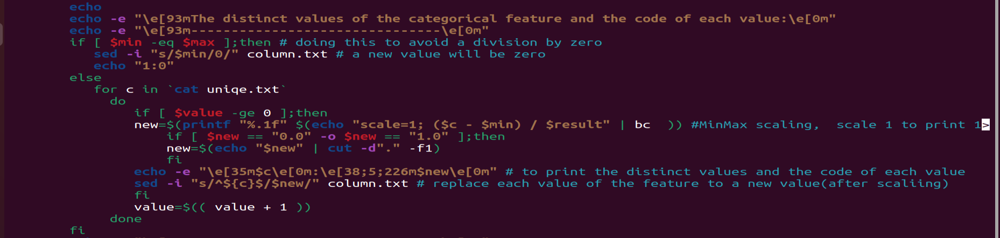 echo
echo -e "\e[93mThe distinct values of the categorical feature and the code of each value:\e[0m"
echo -e "\e[93m-------------------------------\e[0m"
if [ $min -eq $max ];then # doing this to avoid a division by zero
sed -i "s/$min/0/" column.txt # a new value will be zero
echo "1:0"
else
for c in `cat uniqe.txt`
do
if [ $value -ge 0 ];then
new=$(printf "%.1f" $(echo "scale=1; ($c - $min) / $result" | bc  )) #MinMax scaling,  scale 1 to print 1>
if [ $new == "0.0" -o $new == "1.0" ];then
new=$(echo "$new" | cut -d"." -f1)
fi
echo -e "\e[35m$c\e[0m:\e[38;5;226m$new\e[0m" # to print the distinct values and the code of each value
sed -i "s/^${c}$/$new/" column.txt # replace each value of the feature to a new value(after scaliing)
fi
value=$(( value + 1 ))
done
fi